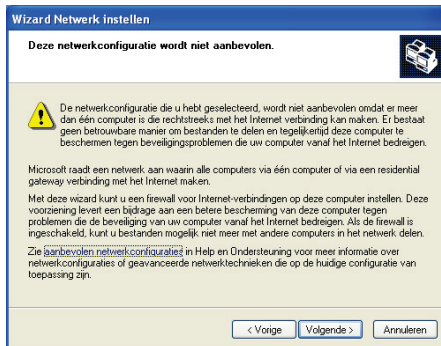 Wizard Netwerk instellen
Deze netwerkconfiguratie wordt niet aanbevolen.
De netwerkconfiguratie die u hebt geselecteerd, wordt niet aanbevolen omdat er meer
dan één computer is die rechtstreeks met het Internet verbinding kan maken. Er bestaat
geen betrouwbare manier om bestanden te delen en tegelijkertijd deze computer te
beschermen tegen beveiligingsproblemen die uw computer vanaf het Internet bedreigen.
Microsoft raadt een netwerk aan waarin alle computers via één computer of via een residential
gateway verbinding met het Internet maken.
Met deze wizard kunt u een firewall voor Internet-verbindingen op deze computer instellen. Deze
voorziening levert een bijdrage aan een betere bescherming van deze computer tegen
problemen die de beveiliging van uw computer vanaf het Internet bedreigen. Als de firewall is
ingeschakeld, kunt u bestanden mogelijk niet meer met andere computers in het netwerk delen.
Zie aanbevolen netwerkconfiguraties in Help en Ondersteuning voor meer informatie over
netwerkconfiguraties of geavanceerde netwerktechnieken die op de huidige configuratie van
toepassing zijn.
< Vorige Volgende > Annuleren